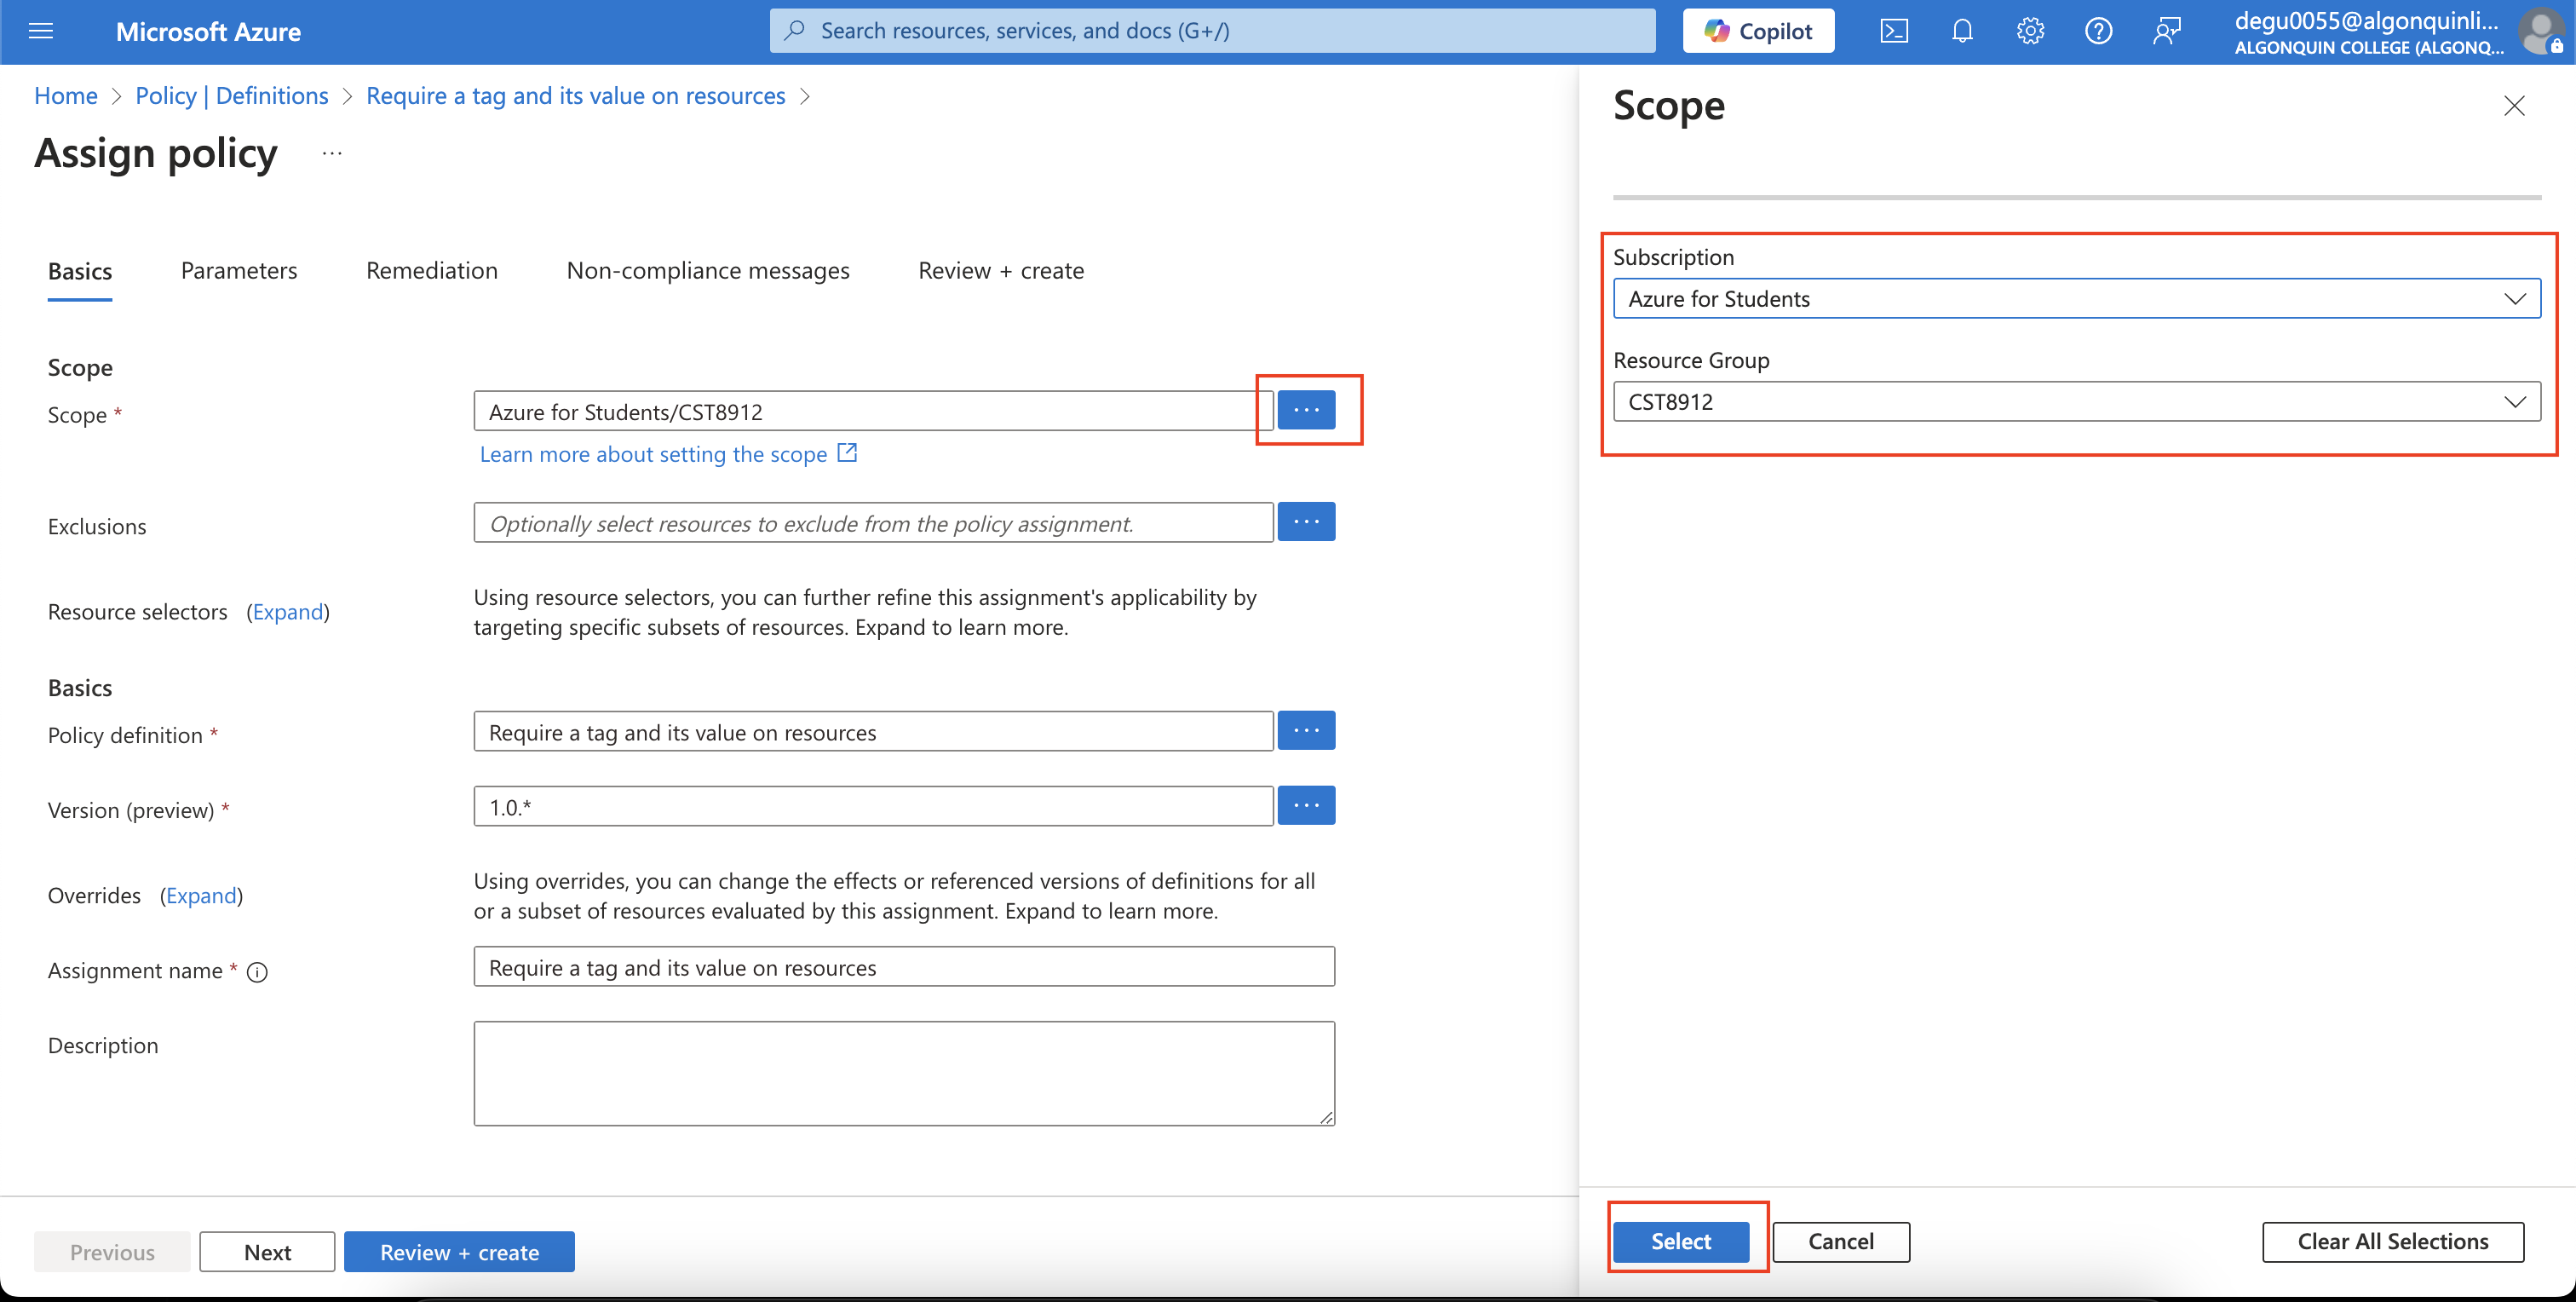 Microsoft Azure
Search resources, services, and docs (G+/)
Copilot
degu0055@algonquinli...
ALGONQUIN COLLEGE (ALGONQ...
Home > Policy | Definitions > Require a tag and its value on resources >
Assign policy ...
Basics Parameters Remediation Non-compliance messages Review + create
Scope
Scope *
Azure for Students/CST8912
...
Learn more about setting the scope
Exclusions
Optionally select resources to exclude from the policy assignment.
...
Resource selectors (Expand)
Using resource selectors, you can further refine this assignment's applicability by
targeting specific subsets of resources. Expand to learn more.
Basics
Policy definition *
Require a tag and its value on resources
...
Version (preview) *
1.0.*
...
Overrides (Expand)
Using overrides, you can change the effects or referenced versions of definitions for all
or a subset of resources evaluated by this assignment. Expand to learn more.
Assignment name *
Require a tag and its value on resources
Description
Previous
Next
Review + create
Scope
Subscription
Azure for Students
Resource Group
CST8912
Select
Cancel
Clear All Selections